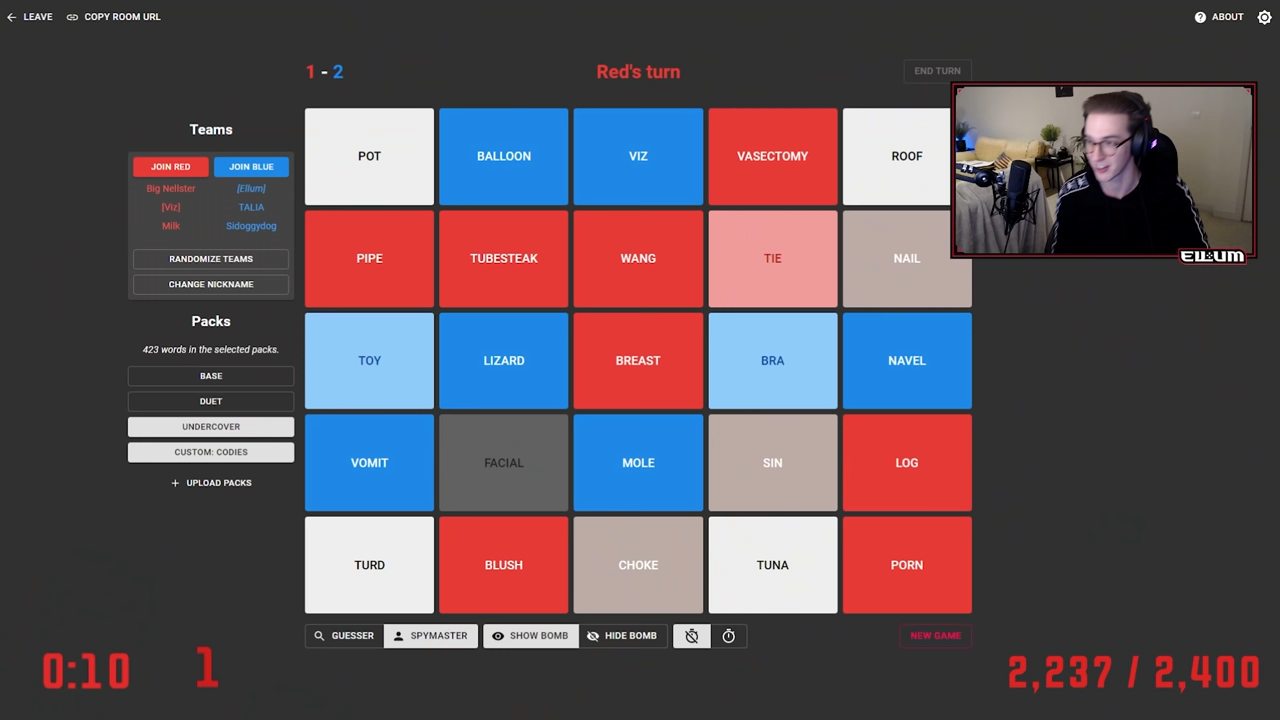 LEAVE
COPY ROOM URL
ABOUT
1 - 2
Red's turn
END TURN
Teams
JOIN RED
JOIN BLUE
Big Nellster
[Ellum]
[Viz]
TALIA
Milk
Sidoggydog
RANDOMIZE TEAMS
CHANGE NICKNAME
Packs
423 words in the selected packs.
BASE
DUET
UNDERCOVER
CUSTOM: CODIES
+ UPLOAD PACKS
POT
BALLOON
VIZ
VASECTOMY
ROOF
PIPE
TUBESTEAK
WANG
TIE
NAIL
TOY
LIZARD
BREAST
BRA
NAVEL
VOMIT
FACIAL
MOLE
SIN
LOG
TURD
BLUSH
CHOKE
TUNA
PORN
GUESSER
SPYMASTER
SHOW BOMB
HIDE BOMB
NEW GAME
ELLUM
0:10
1
2,237 / 2,400